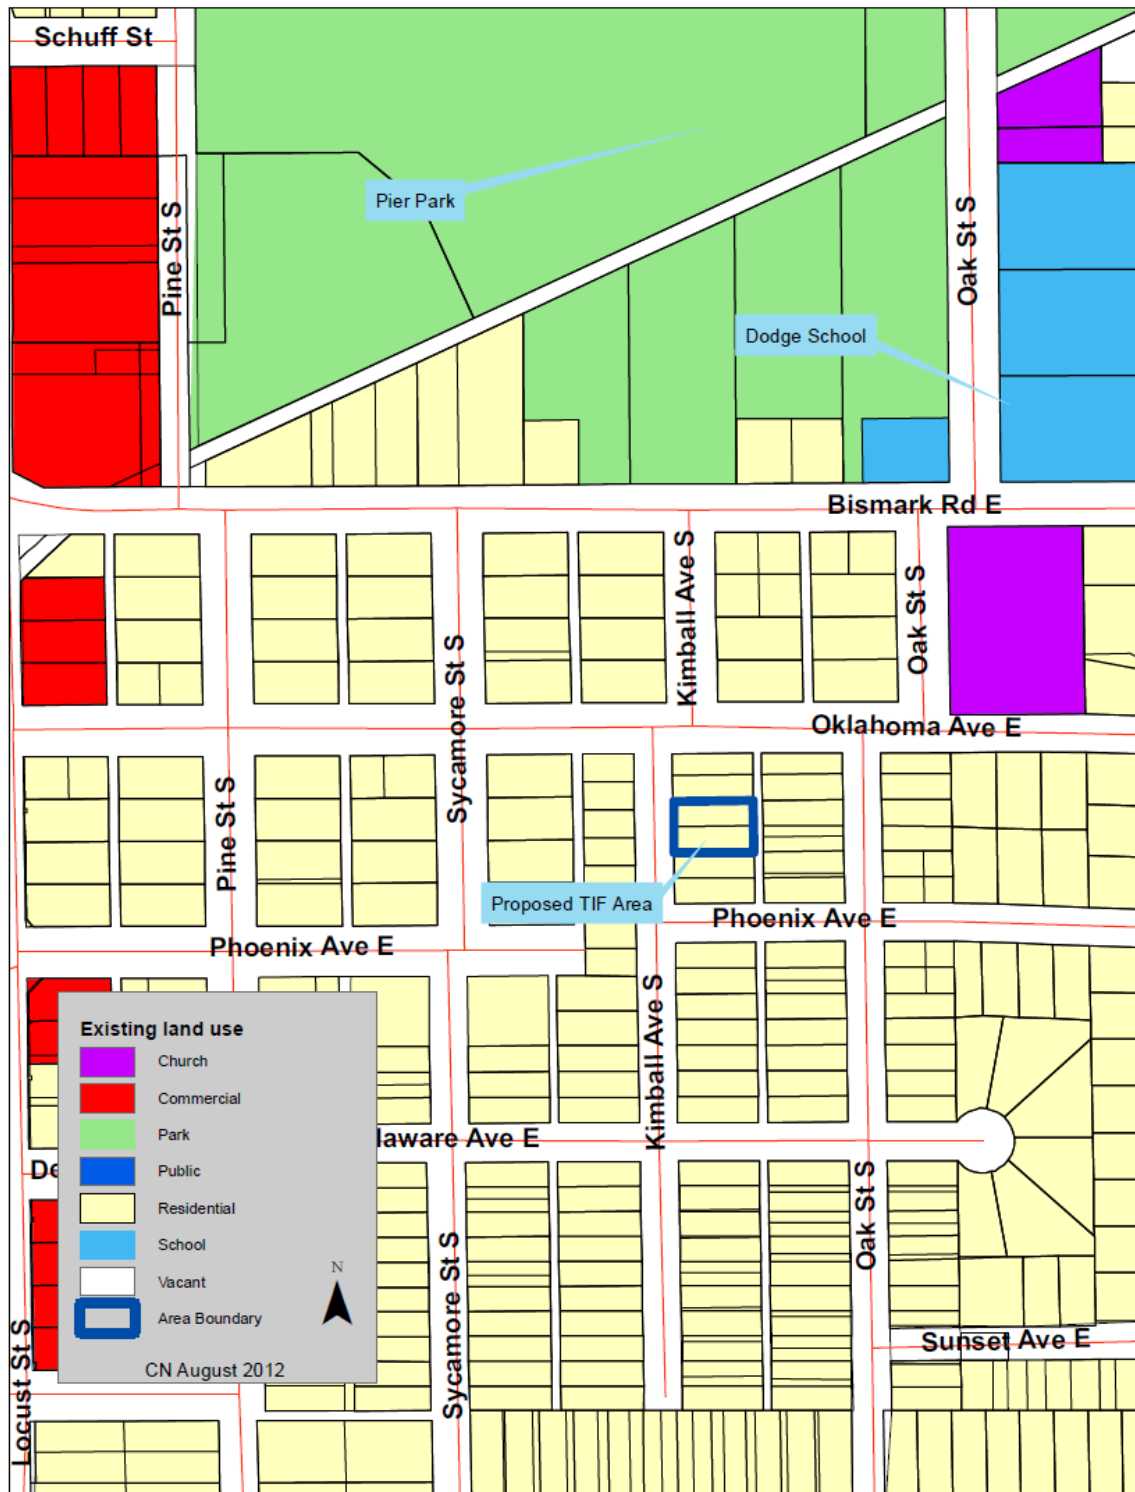 Schuff St
Pier Park
Pine St S
Oak St S
Dodge School
Bismark Rd E
Kimball Ave S
Oak St S
Sycamore St S
Oklahoma Ave E
Pine St S
Proposed TIF Area
Phoenix Ave E
Phoenix Ave E
Kimball Ave S
Existing land use
Church
Commercial
Park
Public
Residential
School
Vacant
Area Boundary
N
CN August 2012
De
laware Ave E
Oak St S
Sycamore St S
Sunset Ave E
Locust St S